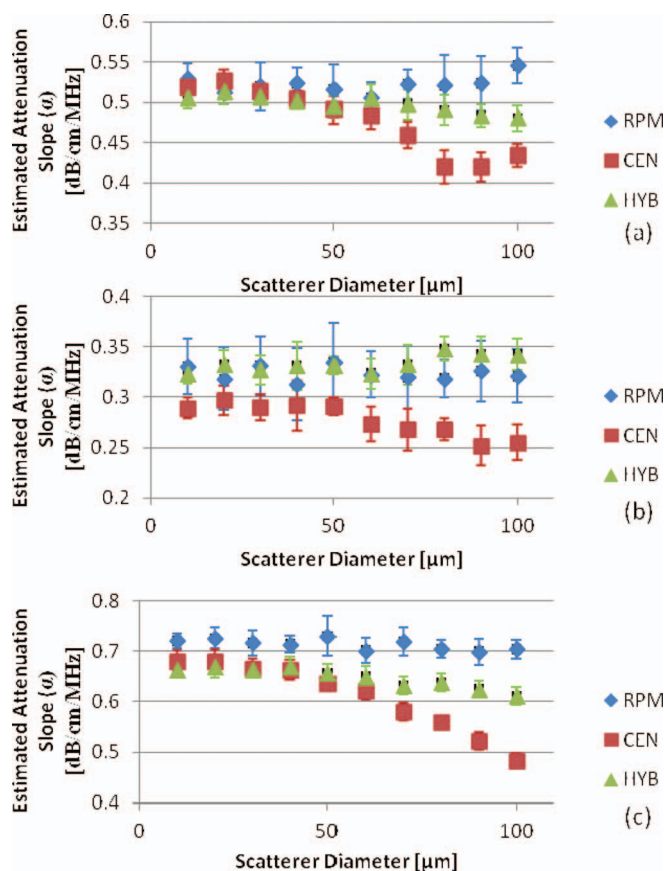 Estimated Attenuation
Slope (α)
[dB/cm/MHz]
0.6
0.55
0.5
0.45
0.4
0.35
0
50
100
Scatterer Diameter [µm]
RPM
CEN
HYB
(a)
Estimated Attenuation
Slope (α)
[dB/cm/MHz]
0.4
0.35
0.3
0.25
0.2
0
50
100
Scatterer Diameter [µm]
RPM
CEN
HYB
(b)
Estimated Attenuation
Slope (α)
[dB/cm/MHz]
0.8
0.7
0.6
0.5
0.4
0
50
100
Scatterer Diameter [µm]
RPM
CEN
HYB
(c)